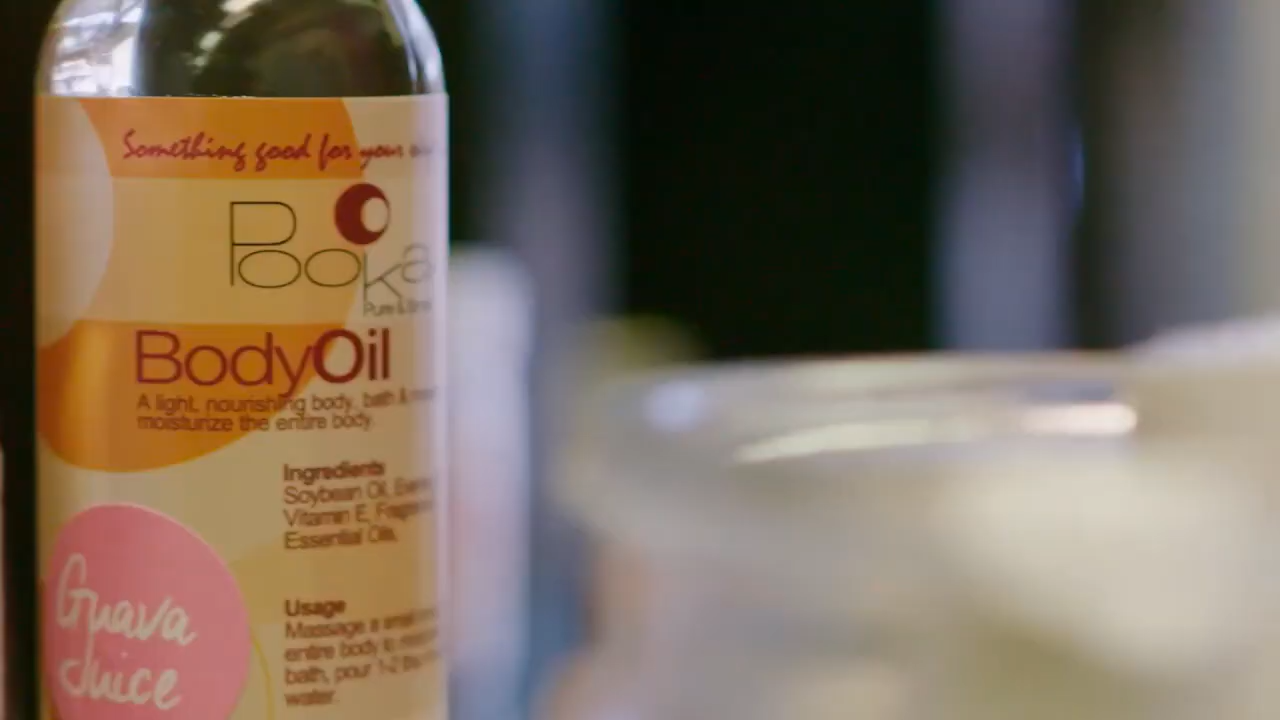 Something good for your
Pooka
Pure &
BodyOil
A light, nourishing body, bath &
moisturize the entire body.
Ingredients
Soybean Oil,
Vitamin E,
Essential Oils.
Usage
Massage a small
entire body to
bath, pour 1-2
water.
Guava
Juice